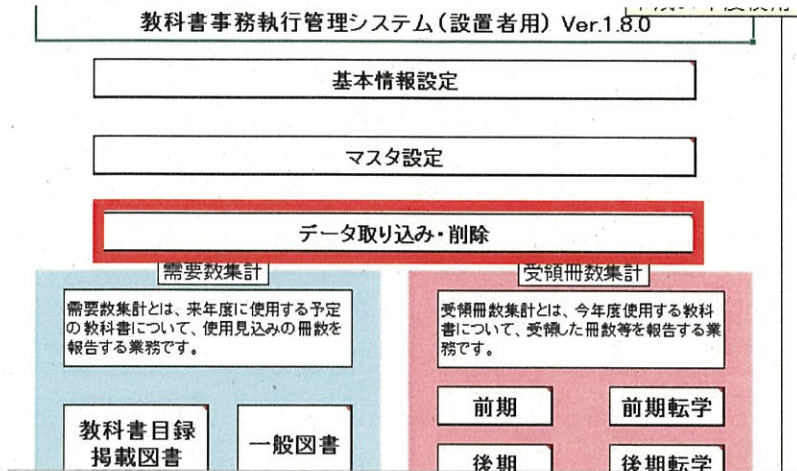 教科書事務執行管理システム（設置者用） Ver.1.8.0
基本情報設定
マスタ設定
データ取り込み・削除
需要数集計
需要数集計とは、来年度に使用する予定
の教科書について、使用見込みの冊数を
報告する業務です。
教科書目録
掲載図書
一般図書
受領冊数集計
受領冊数集計とは、今年度使用する教科
書について、受領した冊数等を報告する業
務です。
前期
前期転学
後期
後期転学